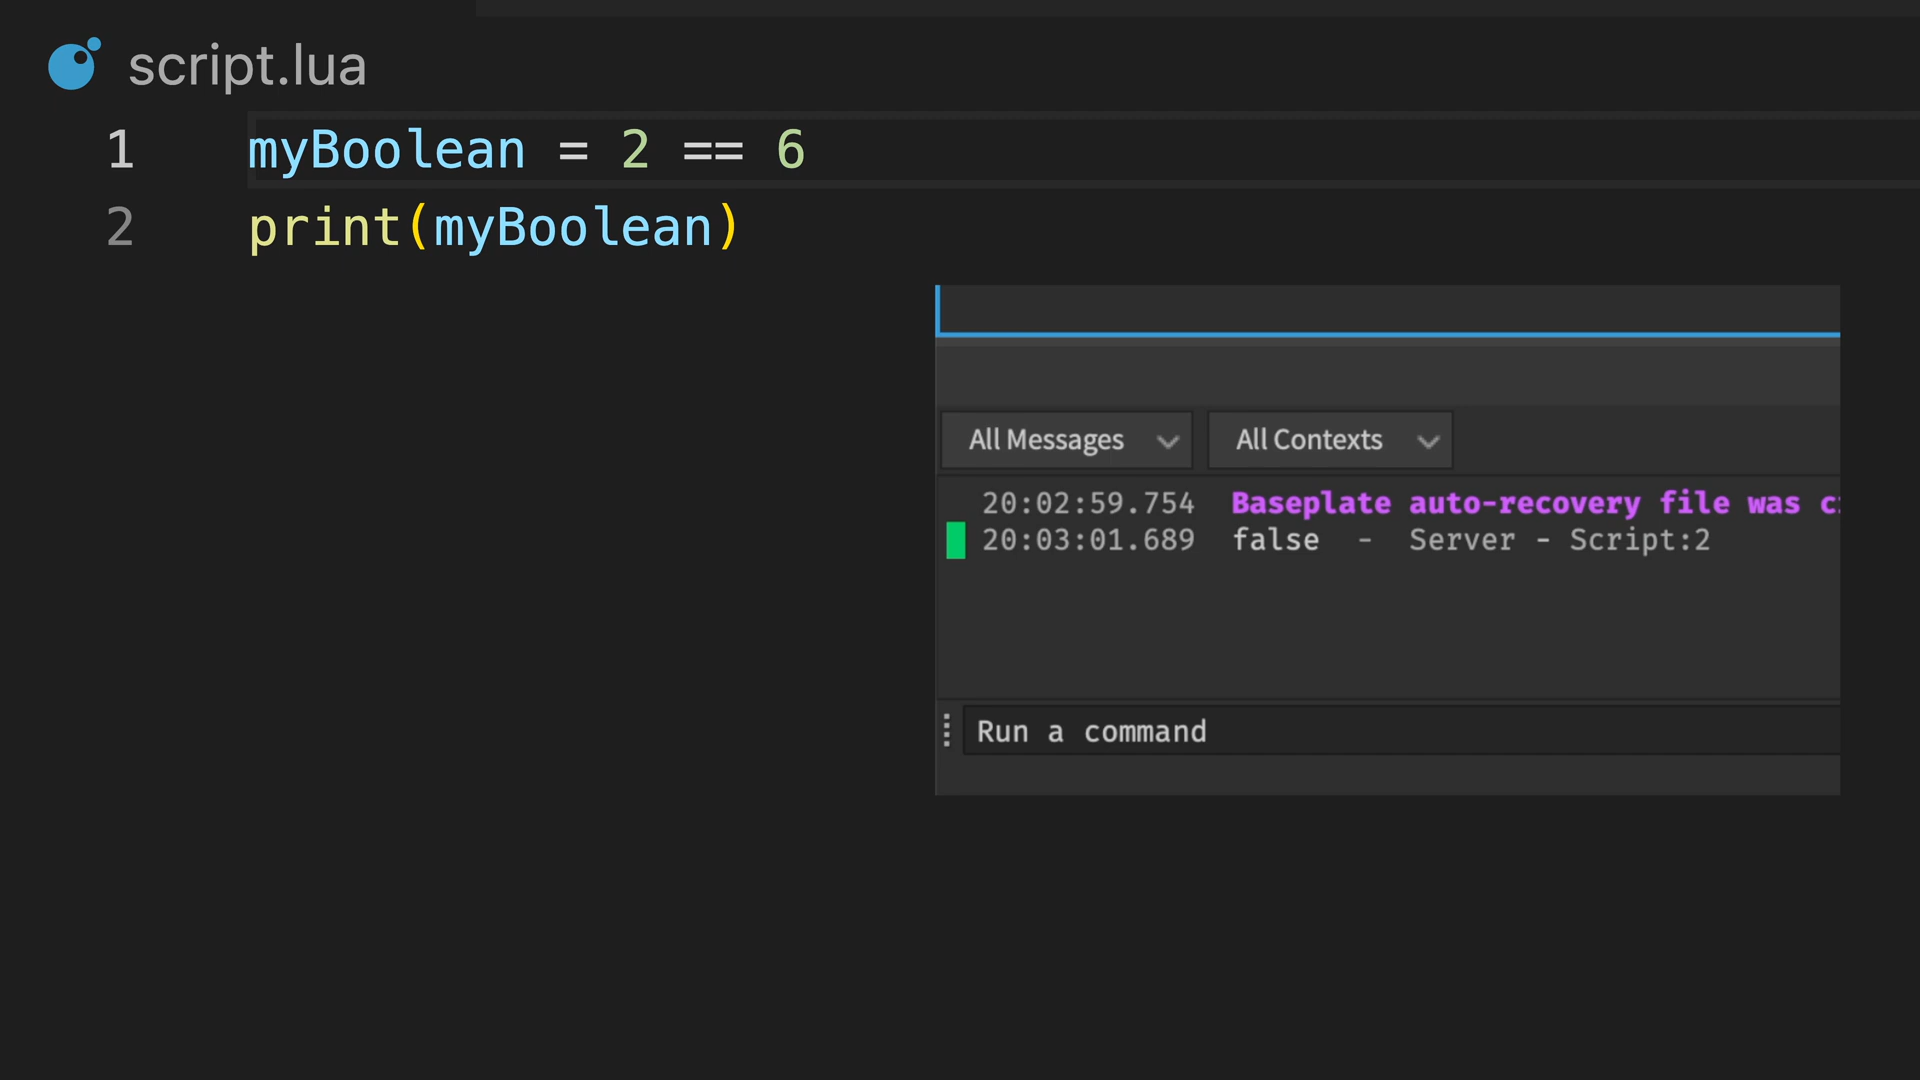 script.lua
1 myBoolean = 2 == 6
2 print(myBoolean)
All Messages All Contexts
20:02:59.754 Baseplate auto-recovery file was
20:03:01.689 false - Server - Script:2
Run a command